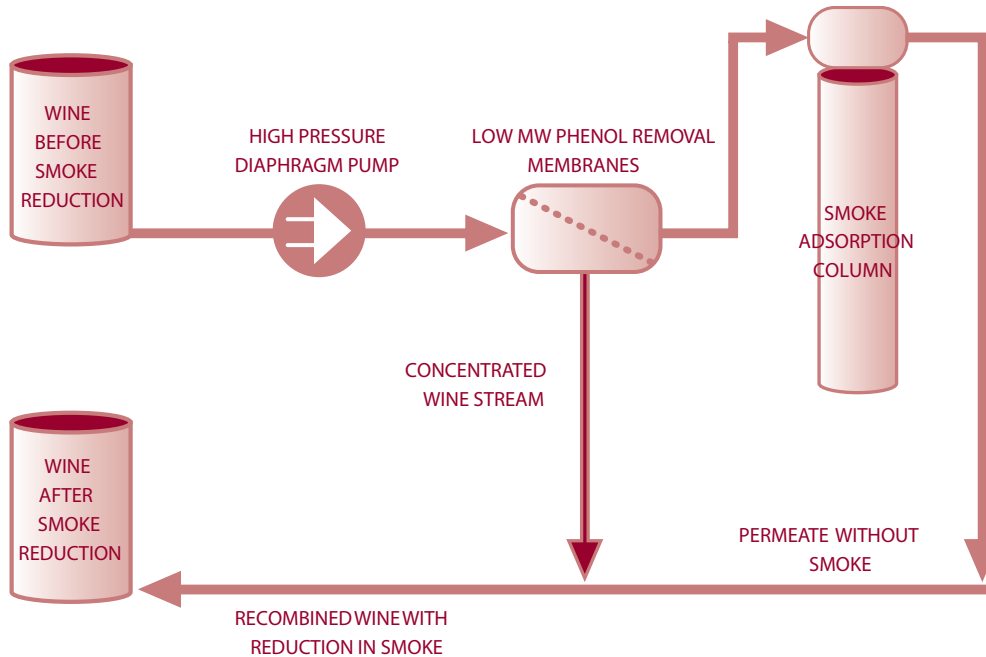 WINE
BEFORE
SMOKE
REDUCTION
HIGH PRESSURE
DIAPHRAGM PUMP
LOW MW PHENOL REMOVAL
MEMBRANES
SMOKE
ADSORPTION
COLUMN
CONCENTRATED
WINE STREAM
WINE
AFTER
SMOKE
REDUCTION
PERMEATE WITHOUT
SMOKE
RECOMBINED WINE WITH
REDUCTION IN SMOKE